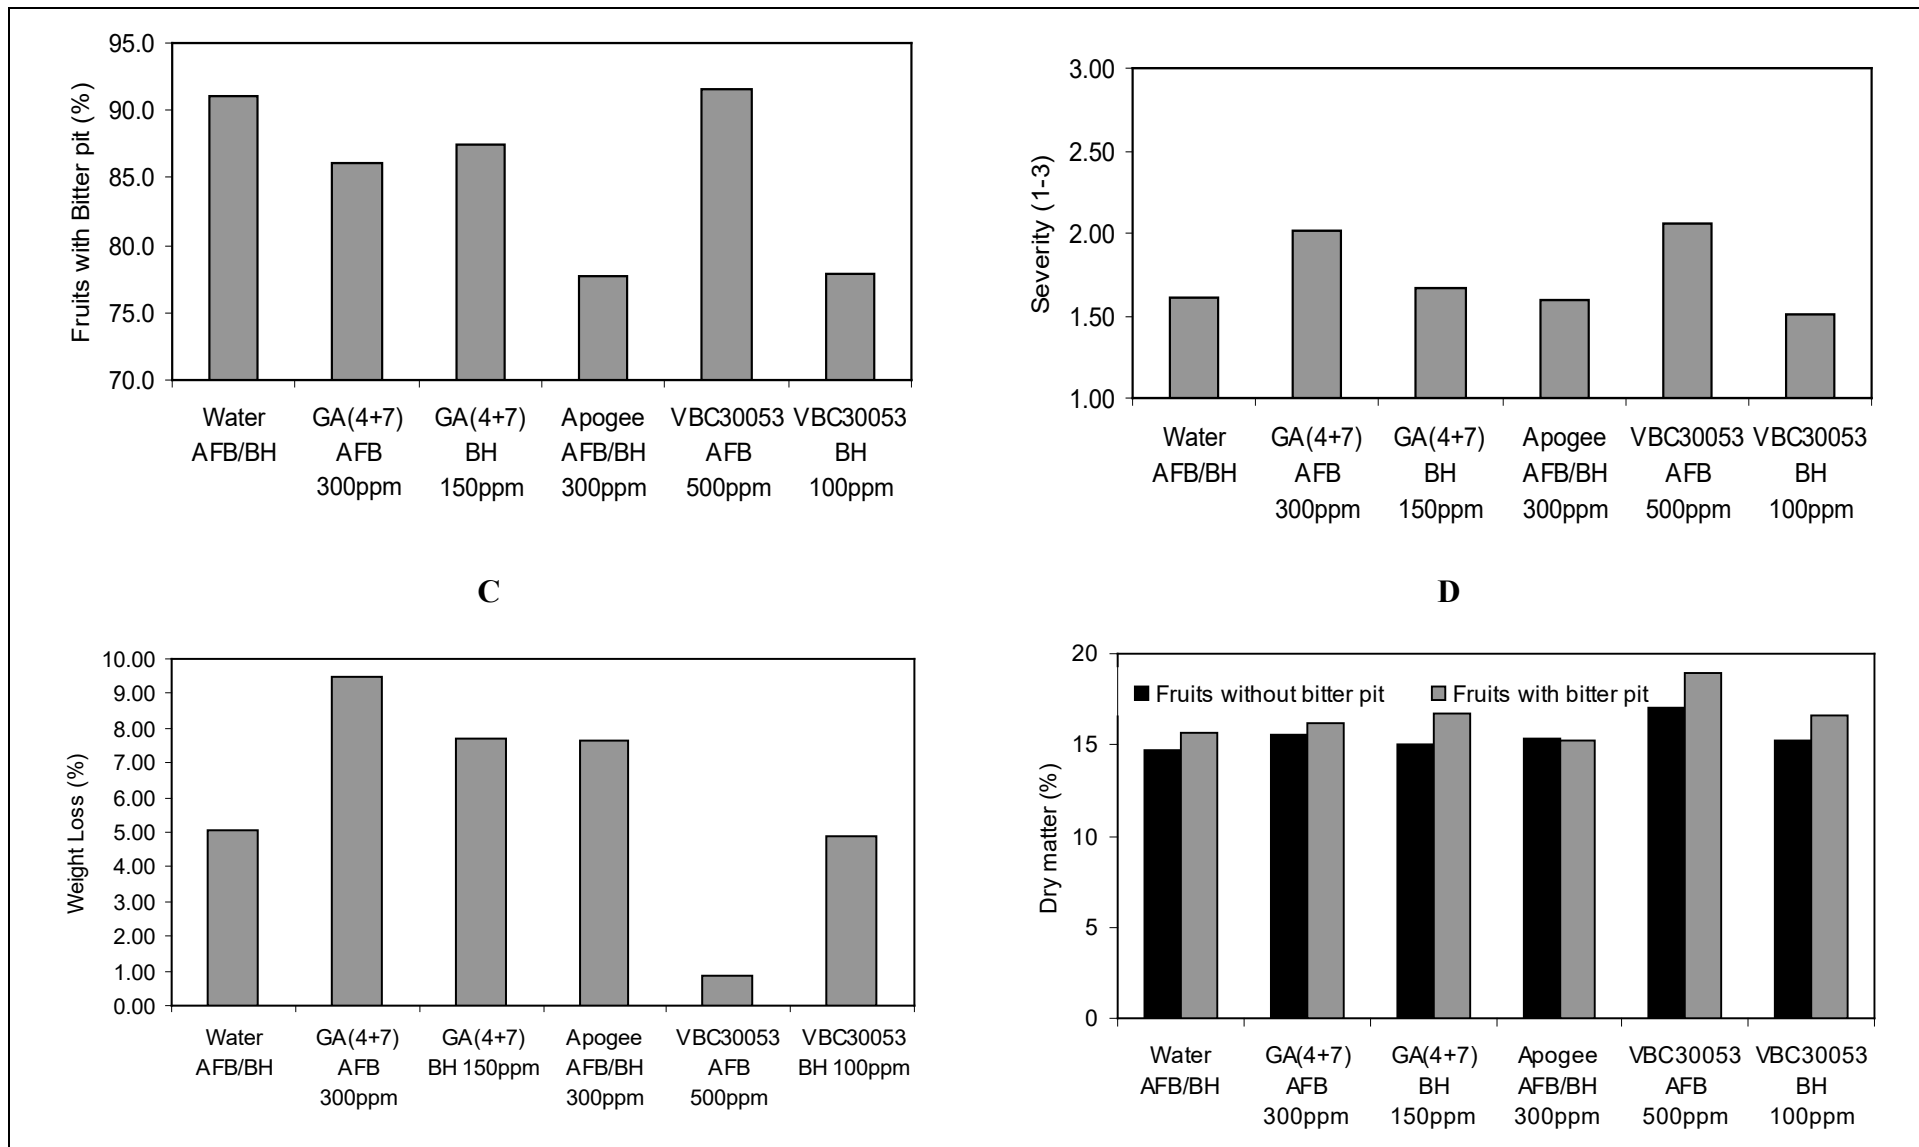 95.0
90.0
85.0
80.0
75.0
70.0
Fruits with Bitter pit (%)
Water
AFB/BH
GA(4+7)
AFB
300ppm
GA(4+7)
BH
150ppm
Apogee
AFB/BH
300ppm
VBC30053
AFB
500ppm
VBC30053
BH
100ppm
3.00
2.50
2.00
1.50
1.00
Severity (1-3)
Water
AFB/BH
GA(4+7)
AFB
300ppm
GA(4+7)
BH
150ppm
Apogee
AFB/BH
300ppm
VBC30053
AFB
500ppm
VBC30053
BH
100ppm
C
D
10.00
9.00
8.00
7.00
6.00
5.00
4.00
3.00
2.00
1.00
0.00
Weight Loss (%)
Water
AFB/BH
GA(4+7)
AFB
300ppm
GA(4+7)
BH 150ppm
Apogee
AFB/BH
300ppm
VBC30053
AFB
500ppm
VBC30053
BH 100ppm
20
15
10
5
0
Dry matter (%)
Fruits without bitter pit
Fruits with bitter pit
Water
AFB/BH
GA(4+7)
AFB
300ppm
GA(4+7)
BH
150ppm
Apogee
AFB/BH
300ppm
VBC30053
AFB
500ppm
VBC30053
BH
100ppm